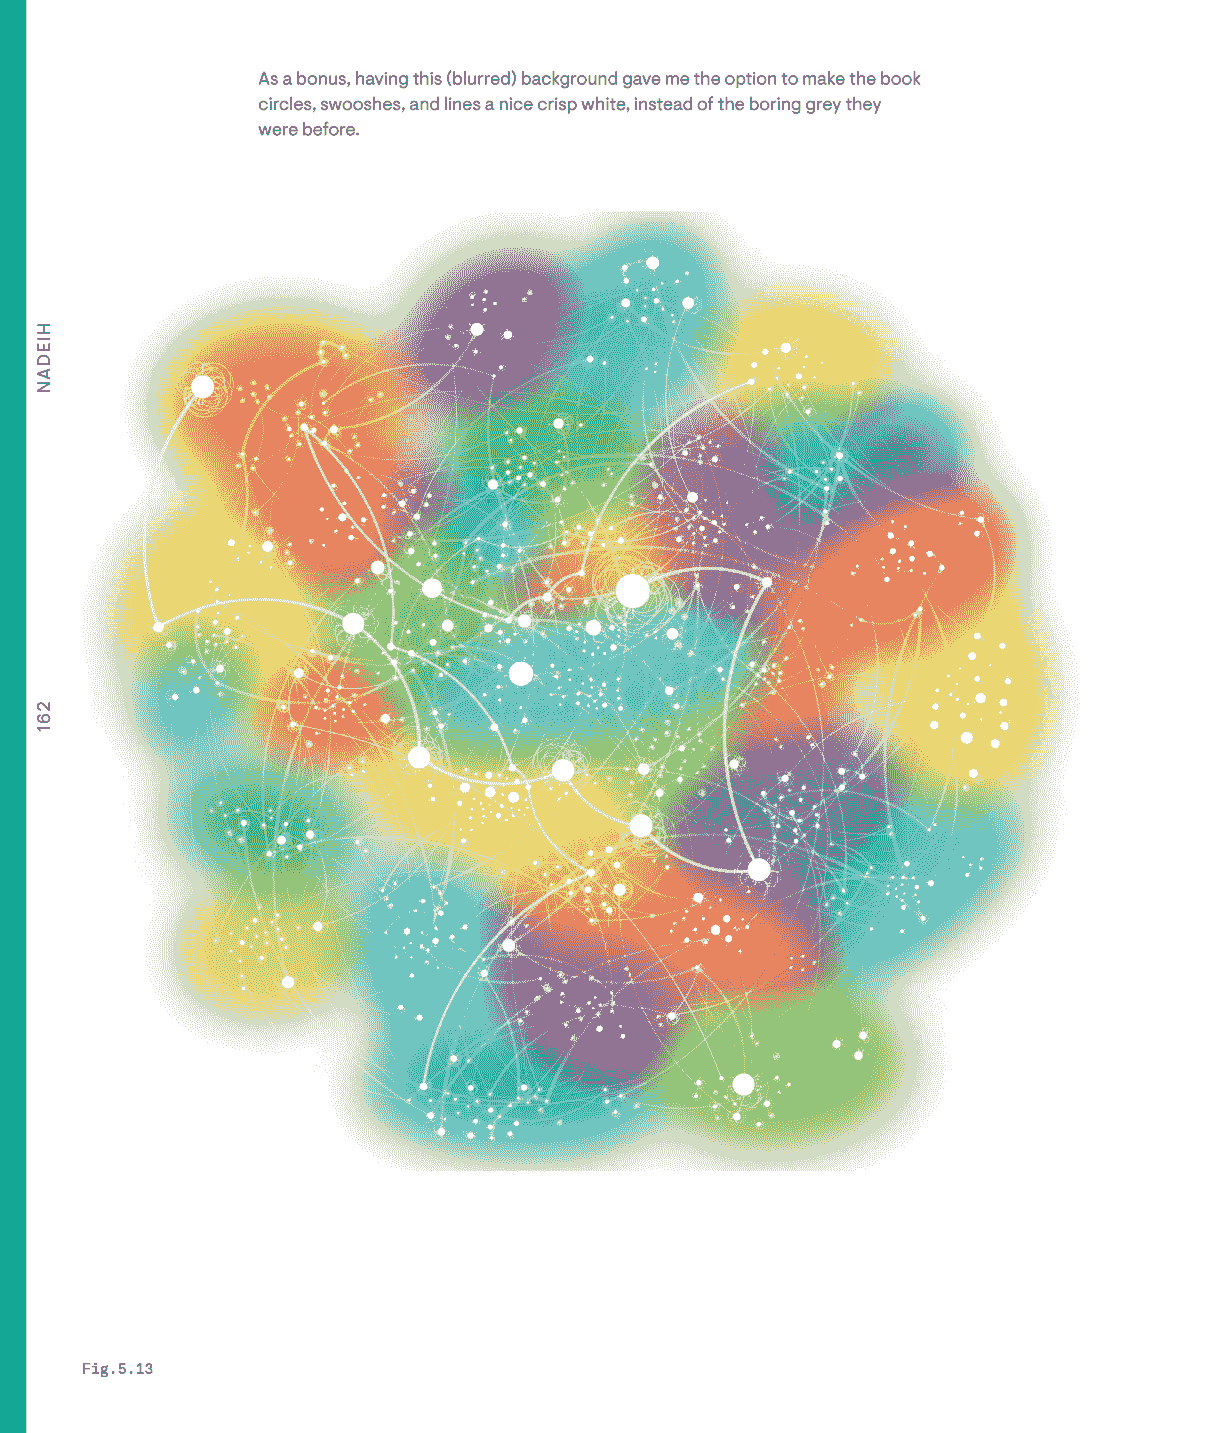 As a bonus, having this (blurred) background gave me the option to make the book
circles, swooshes, and lines a nice crisp white, instead of the boring grey they
were before.
NADEIH
162
Fig.5.13